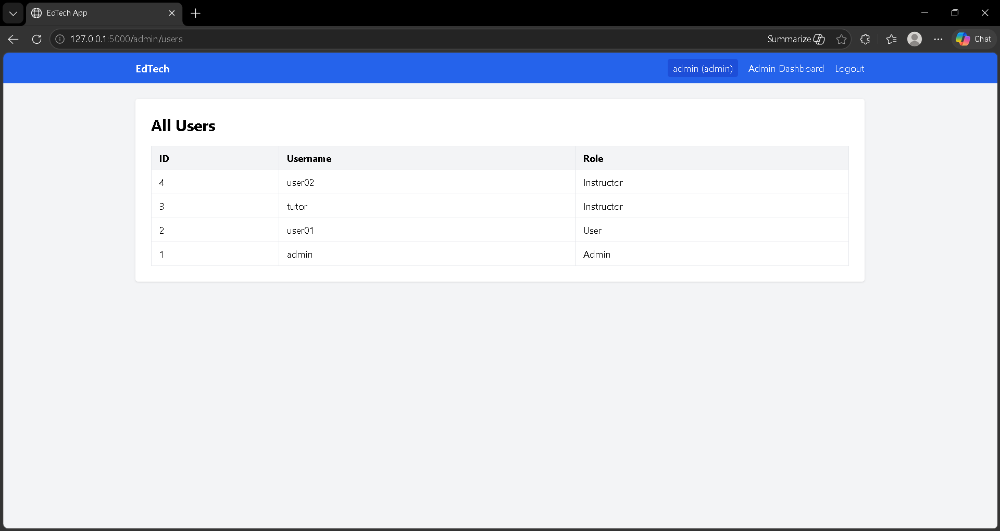 EdTech App
127.0.0.1:5000/admin/users
Summarize
Chat
EdTech
admin (admin) Admin Dashboard Logout
All Users
ID Username Role
4 user02 Instructor
3 tutor Instructor
2 user01 User
1 admin Admin